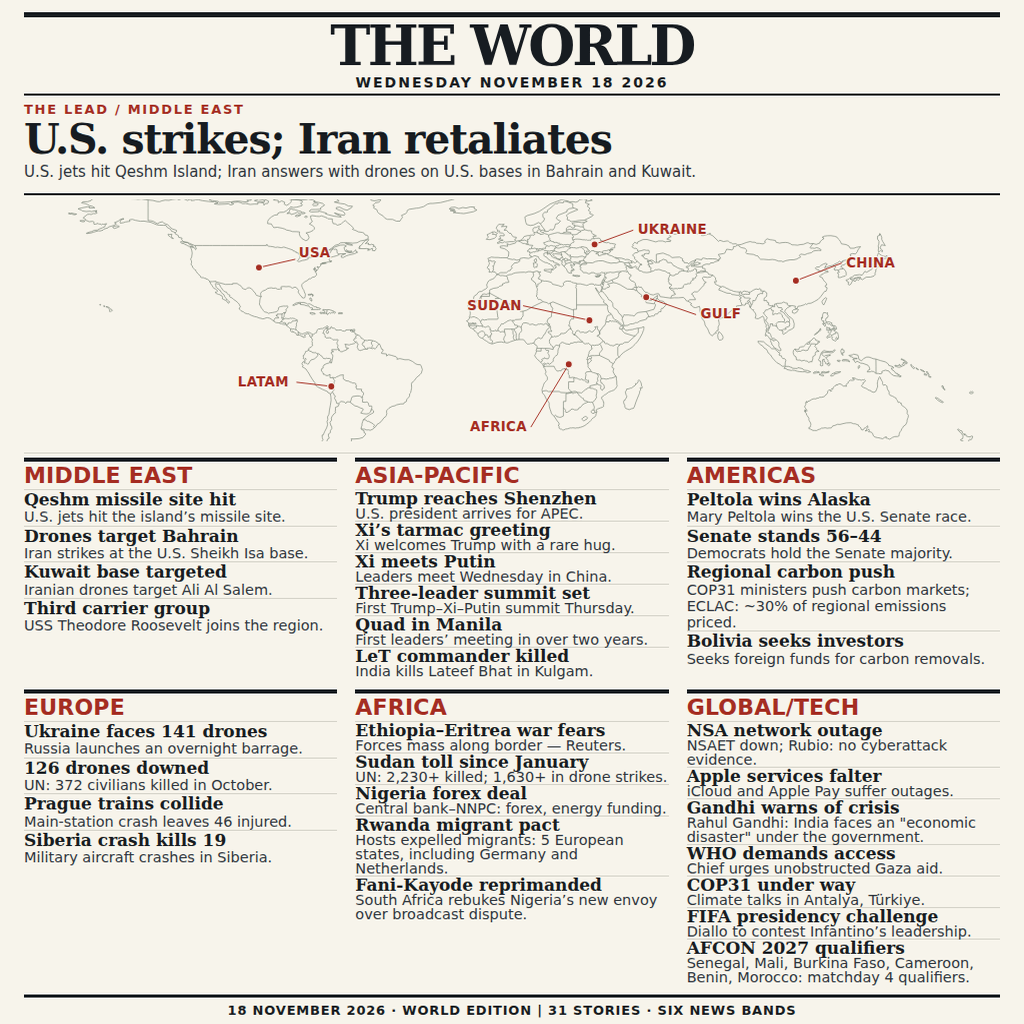 THE WORLD
WEDNESDAY NOVEMBER 18 2026
THE LEAD / MIDDLE EAST
U.S. strikes; Iran retaliates
U.S. jets hit Qeshm Island; Iran answers with drones on U.S. bases in Bahrain and Kuwait.
UKRAINE
USA
CHINA
SUDAN
GULF
LATAM
AFRICA
MIDDLE EAST
Qeshm missile site hit
U.S. jets hit the island’s missile site.
Drones target Bahrain
Iran strikes at the U.S. Sheikh Isa base.
Kuwait base targeted
Iranian drones target Ali Al Salem.
Third carrier group
USS Theodore Roosevelt joins the region.
ASIA-PACIFIC
Trump reaches Shenzhen
U.S. president arrives for APEC.
Xi’s tarmac greeting
Xi welcomes Trump with a rare hug.
Xi meets Putin
Leaders meet Wednesday in China.
Three-leader summit set
First Trump–Xi–Putin summit Thursday.
Quad in Manila
First leaders’ meeting in over two years.
LeT commander killed
India kills Lateef Bhat in Kulgam.
AMERICAS
Peltola wins Alaska
Mary Peltola wins the U.S. Senate race.
Senate stands 56–44
Democrats hold the Senate majority.
Regional carbon push
COP31 ministers push carbon markets;
ECLAC: ~30% of regional emissions
priced.
Bolivia seeks investors
Seeks foreign funds for carbon removals.
EUROPE
Ukraine faces 141 drones
Russia launches an overnight barrage.
126 drones downed
UN: 372 civilians killed in October.
Prague trains collide
Main-station crash leaves 46 injured.
Siberia crash kills 19
Military aircraft crashes in Siberia.
AFRICA
Ethiopia–Eritrea war fears
Forces mass along border — Reuters.
Sudan toll since January
UN: 2,230+ killed; 1,630+ in drone strikes.
Nigeria forex deal
Central bank–NNPC: forex, energy funding.
Rwanda migrant pact
Hosts expelled migrants: 5 European
states, including Germany and
Netherlands.
Fani-Kayode reprimanded
South Africa rebukes Nigeria’s new envoy
over broadcast dispute.
GLOBAL/TECH
NSA network outage
NSAET down; Rubio: no cyberattack
evidence.
Apple services falter
iCloud and Apple Pay suffer outages.
Gandhi warns of crisis
Rahul Gandhi: India faces an "economic
disaster" under the government.
WHO demands access
Chief urges unobstructed Gaza aid.
COP31 under way
Climate talks in Antalya, Türkiye.
FIFA presidency challenge
Diallo to contest Infantino’s leadership.
AFCON 2027 qualifiers
Senegal, Mali, Burkina Faso, Cameroon,
Benin, Morocco: matchday 4 qualifiers.
18 NOVEMBER 2026 · WORLD EDITION | 31 STORIES · SIX NEWS BANDS